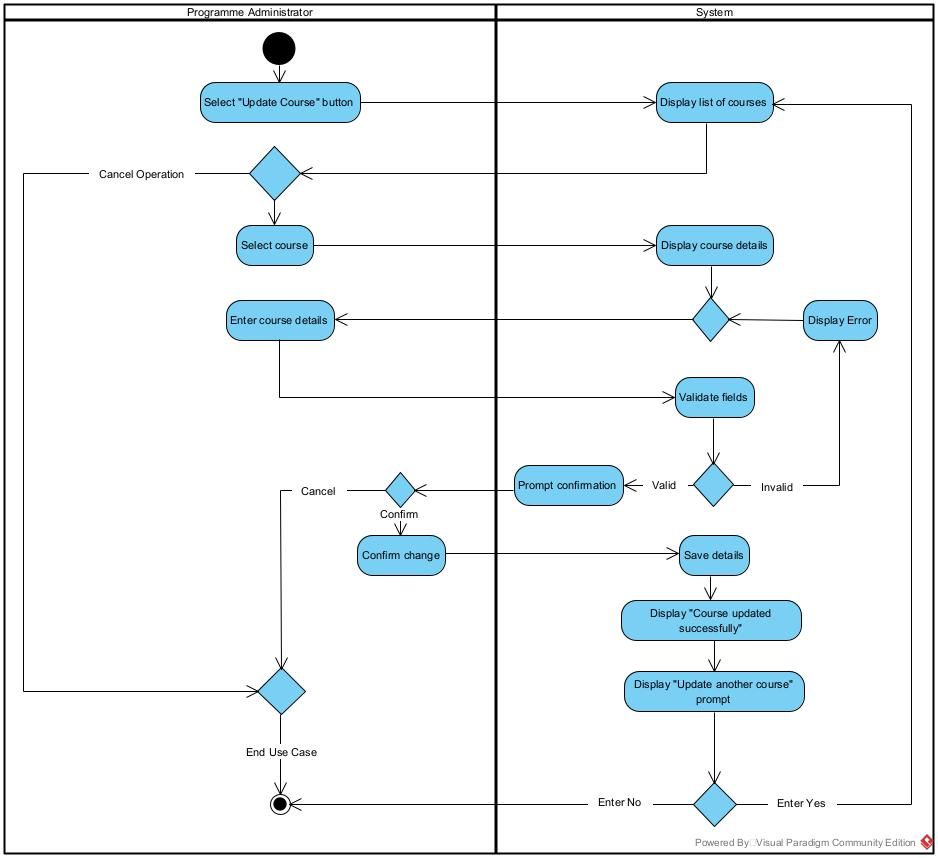 Programme Administrator
System
Select "Update Course" button
Display list of courses
Cancel Operation
Select course
Display course details
Enter course details
Display Error
Validate fields
Cancel
Prompt confirmation
Valid
Invalid
Confirm
Confirm change
Save details
Display "Course updated
successfully"
Display "Update another course"
prompt
End Use Case
Enter No
Enter Yes
Powered By Visual Paradigm Community Edition